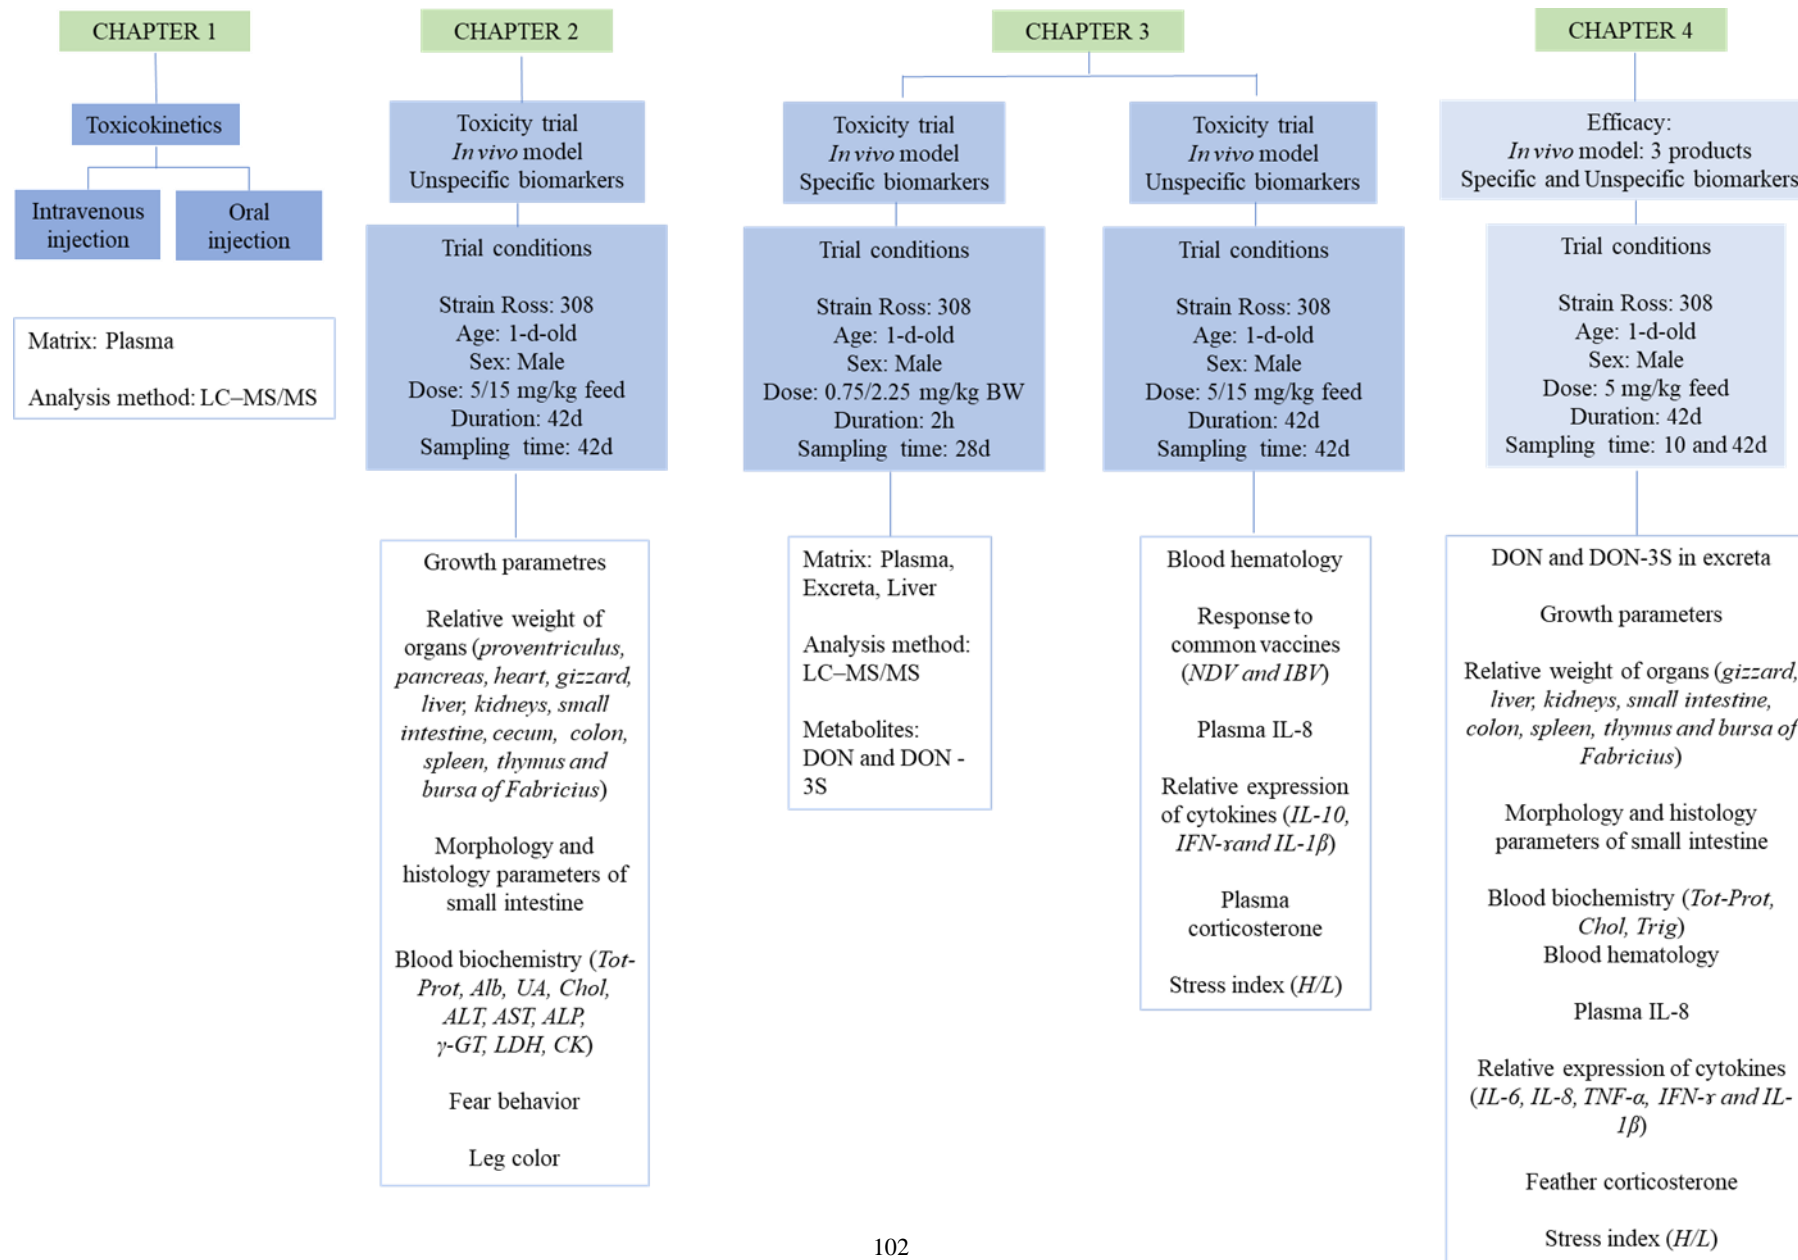 CHAPTER 1
Toxicokinetics
Intravenous
injection
Oral
injection
Matrix: Plasma
Analysis method: LC–MS/MS
CHAPTER 2
Toxicity trial
In vivo model
Unspecific biomarkers
Trial conditions
Strain Ross: 308
Age: 1-d-old
Sex: Male
Dose: 5/15 mg/kg feed
Duration: 42d
Sampling time: 42d
Growth parametres
Relative weight of
organs (proventriculus,
pancreas, heart, gizzard,
liver, kidneys, small
intestine, cecum, colon,
spleen, thymus and
bursa of Fabricius)
Morphology and
histology parameters of
small intestine
Blood biochemistry (Tot-
Prot, Alb, UA, Chol,
ALT, AST, ALP,
γ-GT, LDH, CK)
Fear behavior
Leg color
CHAPTER 3
Toxicity trial
In vivo model
Specific biomarkers
Trial conditions
Strain Ross: 308
Age: 1-d-old
Sex: Male
Dose: 0.75/2.25 mg/kg BW
Duration: 2h
Sampling time: 28d
Matrix: Plasma,
Excreta, Liver
Analysis method:
LC–MS/MS
Metabolites:
DON and DON -
3S
Toxicity trial
In vivo model
Unspecific biomarkers
Trial conditions
Strain Ross: 308
Age: 1-d-old
Sex: Male
Dose: 5/15 mg/kg feed
Duration: 42d
Sampling time: 42d
Blood hematology
Response to
common vaccines
(NDV and IBV)
Plasma IL-8
Relative expression
of cytokines (IL-10,
IFN-ɤand IL-1β)
Plasma
corticosterone
Stress index (H/L)
CHAPTER 4
Efficacy:
In vivo model: 3 products
Specific and Unspecific biomarkers
Trial conditions
Strain Ross: 308
Age: 1-d-old
Sex: Male
Dose: 5 mg/kg feed
Duration: 42d
Sampling time: 10 and 42d
DON and DON-3S in excreta
Growth parameters
Relative weight of organs (gizzard,
liver, kidneys, small intestine,
colon, spleen, thymus and bursa of
Fabricius)
Morphology and histology
parameters of small intestine
Blood biochemistry (Tot-Prot,
Chol, Trig)
Blood hematology
Plasma IL-8
Relative expression of cytokines
(IL-6, IL-8, TNF-α, IFN-ɤ and IL-
1β)
Feather corticosterone
Stress index (H/L)
102